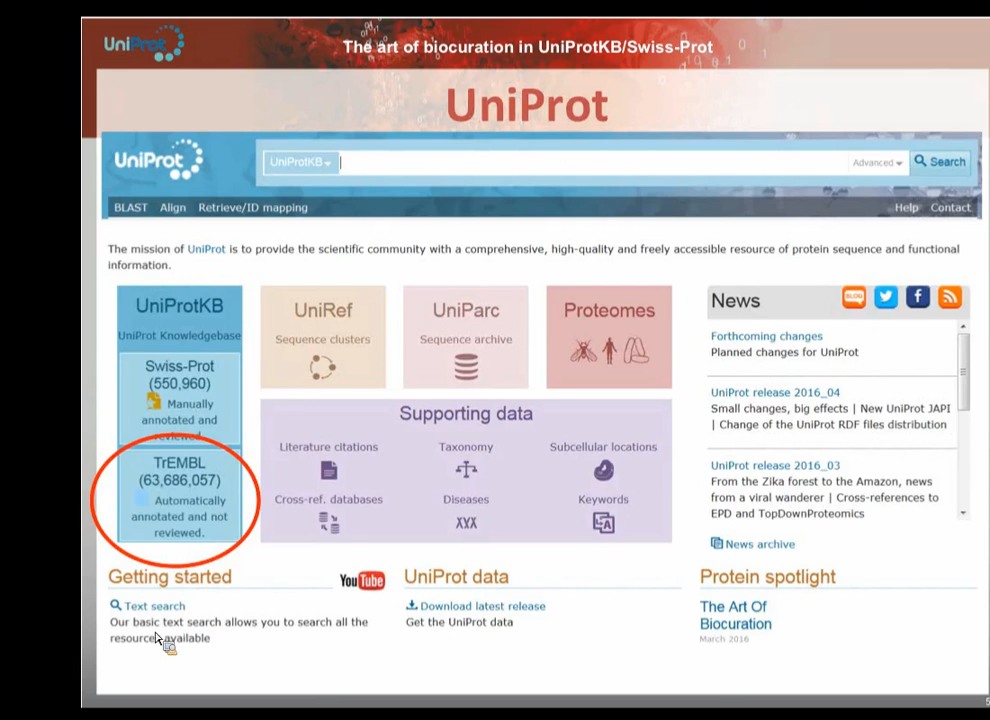 UniProt
The art of biocuration in UniProtKB/Swiss-Prot
UniProt
UniProt
UniProtKB
Advanced
Search
BLAST Align Retrieve/ID mapping
Help Contact
The mission of UniProt is to provide the scientific community with a comprehensive, high-quality and freely accessible resource of protein sequence and functional
information.
UniProtKB
UniProt Knowledgebase
Swiss-Prot
(550,960)
Manually
annotated and
reviewed.
TrEMBL
(63,686,057)
Automatically
annotated and not
reviewed.
UniRef
Sequence clusters
UniParc
Sequence archive
Proteomes
Supporting data
Literature citations
Taxonomy
Subcellular locations
Cross-ref. databases
Diseases
XYX
Keywords
News
BLOG
Forthcoming changes
Planned changes for UniProt
UniProt release 2016_04
Small changes, big effects | New UniProt JAPI
| Change of the UniProt RDF files distribution
UniProt release 2016_03
From the Zika forest to the Amazon, news
from a viral wanderer | Cross-references to
EPD and TopDownProteomics
News archive
Getting started
YouTube
Text search
Our basic text search allows you to search all the
resources available
UniProt data
Download latest release
Get the UniProt data
Protein spotlight
The Art Of
Biocuration
March 2016